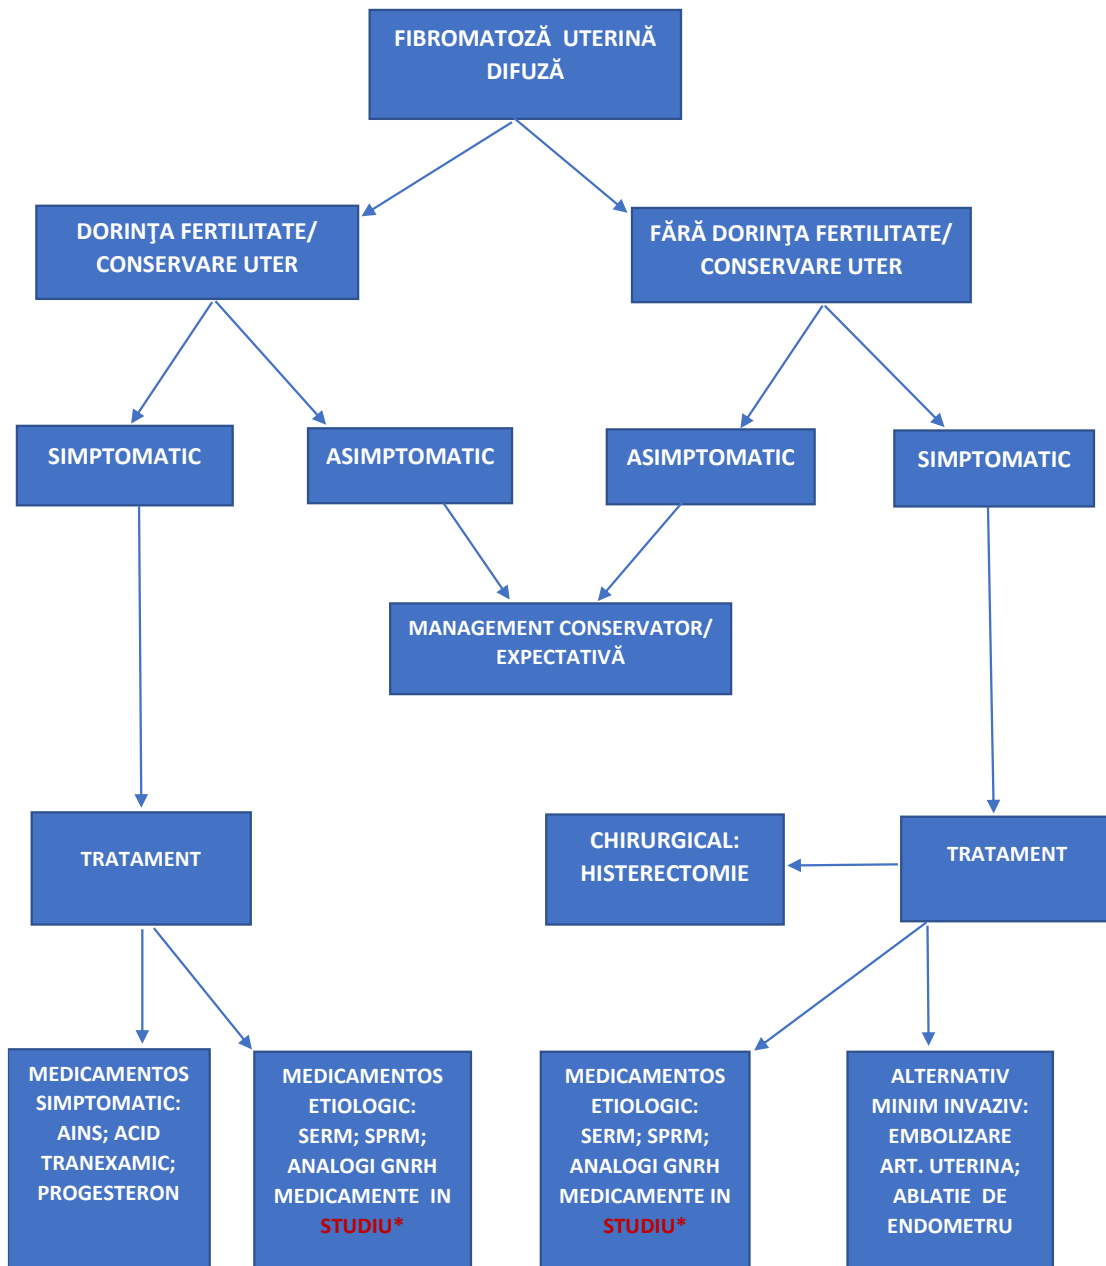 FIBROMATOZĂ UTERINĂ
DIFUZĂ
DORINŢA FERTILITATE/
CONSERVARE UTER
FĂRĂ DORINŢA FERTILITATE/
CONSERVARE UTER
SIMPTOMATIC
ASIMPTOMATIC
ASIMPTOMATIC
SIMPTOMATIC
MANAGEMENT CONSERVATOR/
EXPECTATIVĂ
TRATAMENT
CHIRURGICAL:
HISTERECTOMIE
TRATAMENT
MEDICAMENTOS
SIMPTOMATIC:
AINS; ACID
TRANEXAMIC;
PROGESTERON
MEDICAMENTOS
ETIOLOGIC:
SERM; SPRM;
ANALOGI GNRH
MEDICAMENTE IN
STUDIU*
MEDICAMENTOS
ETIOLOGIC:
SERM; SPRM;
ANALOGI GNRH
MEDICAMENTE IN
STUDIU*
ALTERNATIV
MINIM INVAZIV:
EMBOLIZARE
ART. UTERINA;
ABLATIE DE
ENDOMETRU